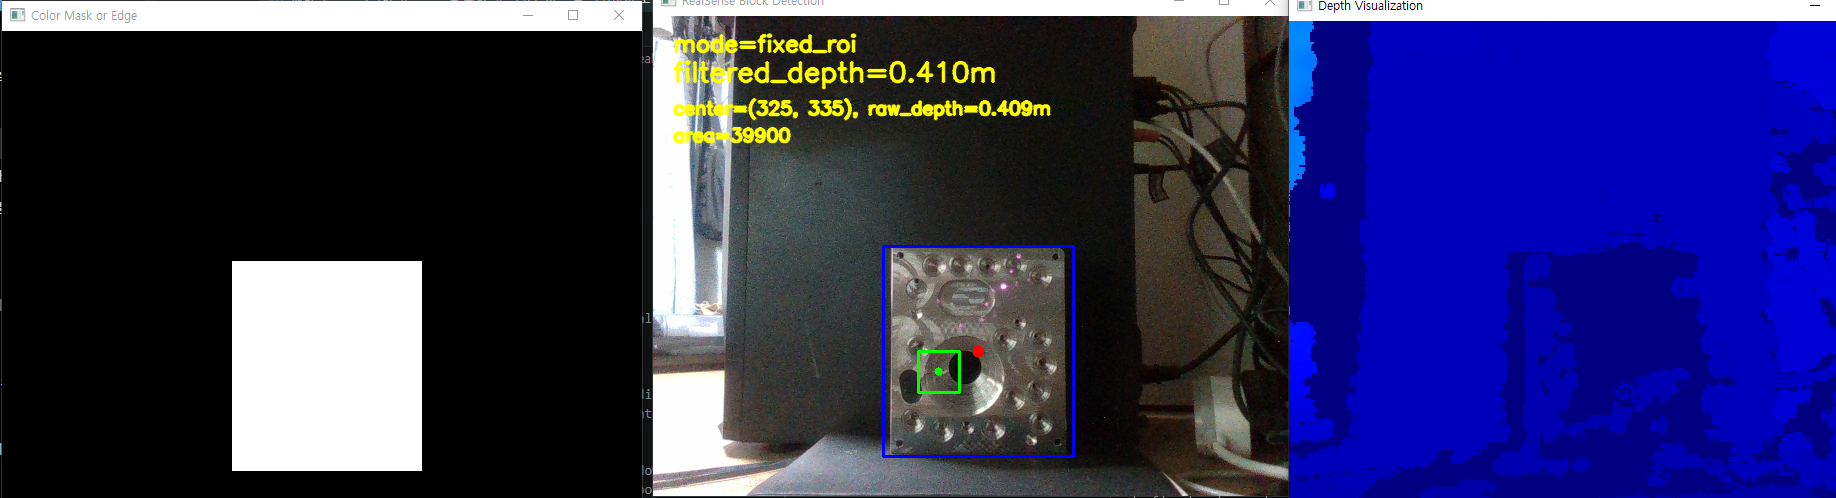 Color Mask or Edge
RealSense Block Detection
Depth Visualization
mode=fixed_roi
filtered_depth=0.410m
center=(325, 335), raw_depth=0.409m
area=39900